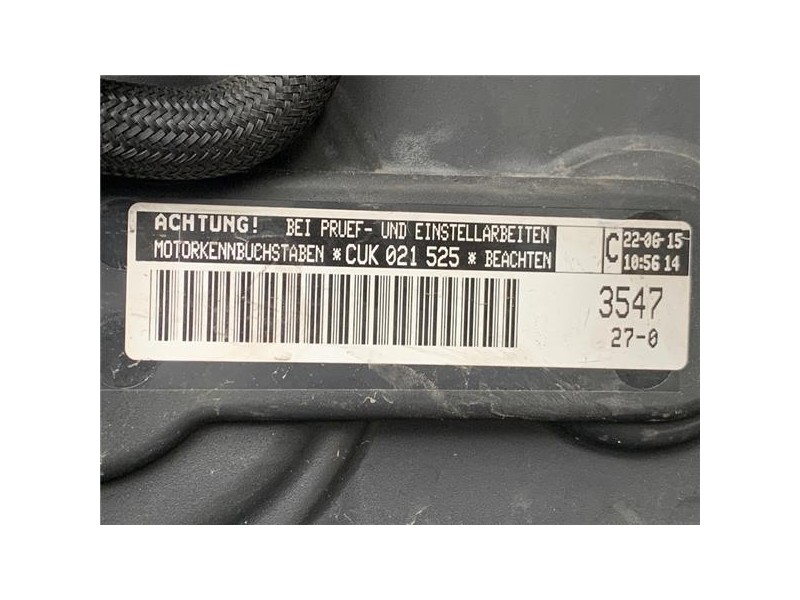 ACHTUNG! BEI PRUEF- UND EINSTELLARBEITEN
MOTORKENNBUCHSTABEN *CUK 021 525* BEACHTEN
C
22-06-15
10:56 14
3547
27-0